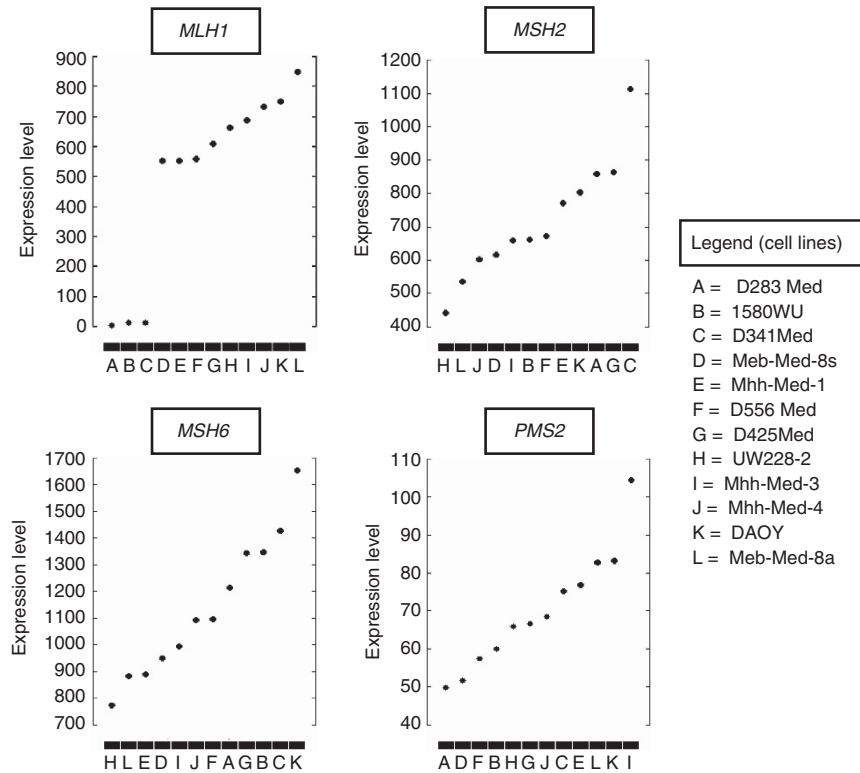 MLH1
Expression level
900
800
700
600
500
400
300
200
100
0
A B C D E F G H I J K L
MSH2
Expression level
1200
1100
1000
900
800
700
600
500
400
H L J D I B F E K A G C
MSH6
Expression level
1700
1600
1500
1400
1300
1200
1100
1000
900
800
700
H L E D I J F A G B C K
PMS2
Expression level
110
100
90
80
70
60
50
40
A D F B H G J C E L K I
Legend (cell lines)
A = D283 Med
B = 1580WU
C = D341Med
D = Meb-Med-8s
E = Mhh-Med-1
F = D556 Med
G = D425Med
H = UW228-2
I = Mhh-Med-3
J = Mhh-Med-4
K = DAOY
L = Meb-Med-8a